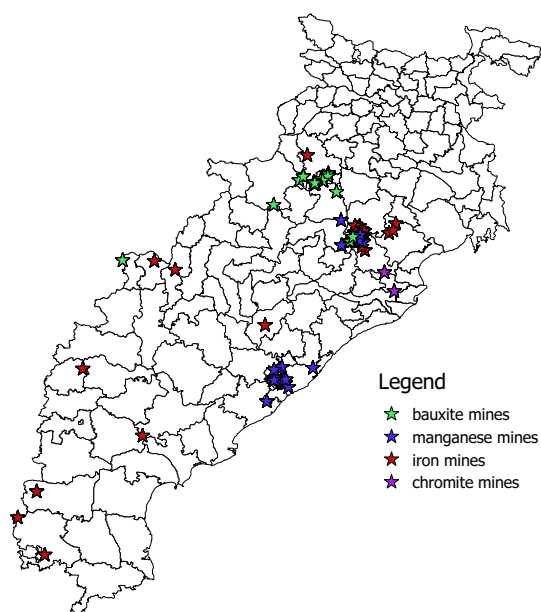 Legend
bauxite mines
manganese mines
iron mines
chromite mines